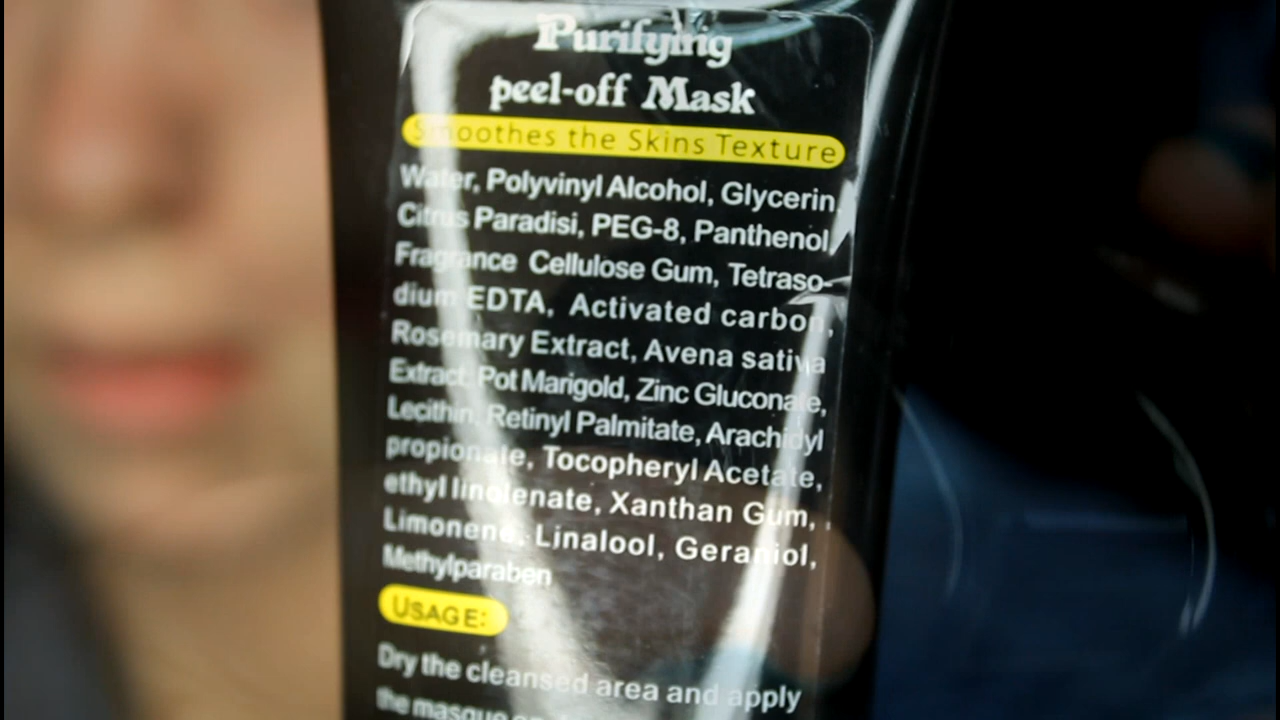 Purifying
peel-off Mask
Smoothes the Skins Texture
Water, Polyvinyl Alcohol, Glycerin,
Citrus Paradisi, PEG-8, Panthenol,
Fragrance Cellulose Gum, Tetraso-
dium EDTA, Activated carbon,
Rosemary Extract, Avena sativa
Extract, Pot Marigold, Zinc Gluconate,
Lecithin, Retinyl Palmitate, Arachidyl
propionate, Tocopheryl Acetate,
ethyl linolenate, Xanthan Gum, .
Limonene, Linalool, Geraniol,
Methylparaben
USAGE:
Dry the cleansed area and apply
the masque